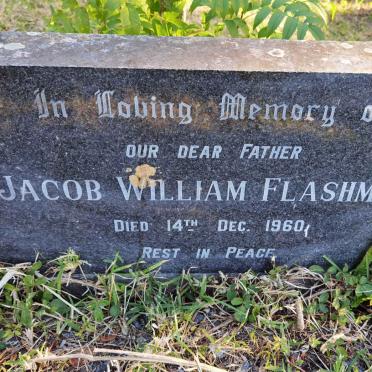 In Loving Memory o
OUR DEAR FATHER
JACOB WILLIAM FLASHM
DIED 14TH DEC. 1960,
REST IN PEACE